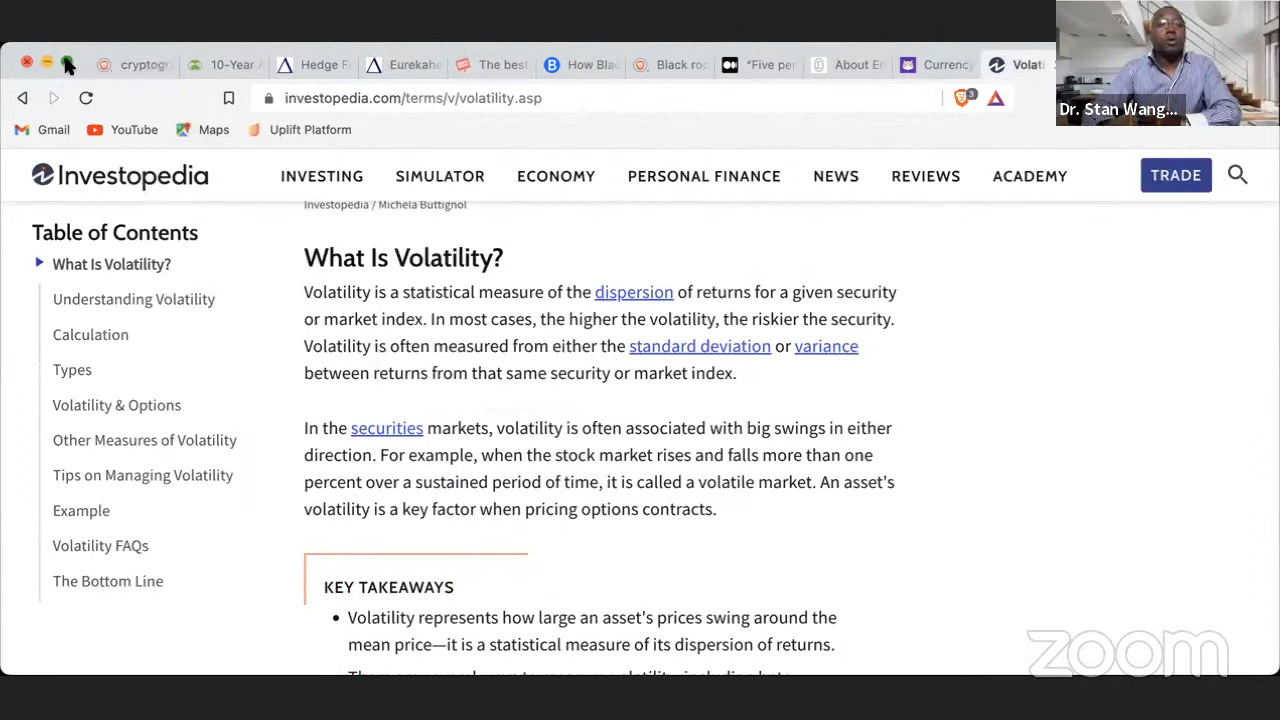 cryptogr
10-Year A
Hedge F
Eurekahe
The best
How Blac
Black roc
“Five per
About En
Currency
Volati
investopedia.com/terms/v/volatility.asp
3
Gmail
YouTube
Maps
Uplift Platform
Dr. Stan Wang...
Investopedia
INVESTING
SIMULATOR
ECONOMY
PERSONAL FINANCE
NEWS
REVIEWS
ACADEMY
TRADE
Table of Contents
What Is Volatility?
Understanding Volatility
Calculation
Types
Volatility & Options
Other Measures of Volatility
Tips on Managing Volatility
Example
Volatility FAQs
The Bottom Line
Investopedia / Michela Buttignol
What Is Volatility?
Volatility is a statistical measure of the dispersion of returns for a given security
or market index. In most cases, the higher the volatility, the riskier the security.
Volatility is often measured from either the standard deviation or variance
between returns from that same security or market index.
In the securities markets, volatility is often associated with big swings in either
direction. For example, when the stock market rises and falls more than one
percent over a sustained period of time, it is called a volatile market. An asset's
volatility is a key factor when pricing options contracts.
KEY TAKEAWAYS
• Volatility represents how large an asset's prices swing around the
mean price—it is a statistical measure of its dispersion of returns.
zoom